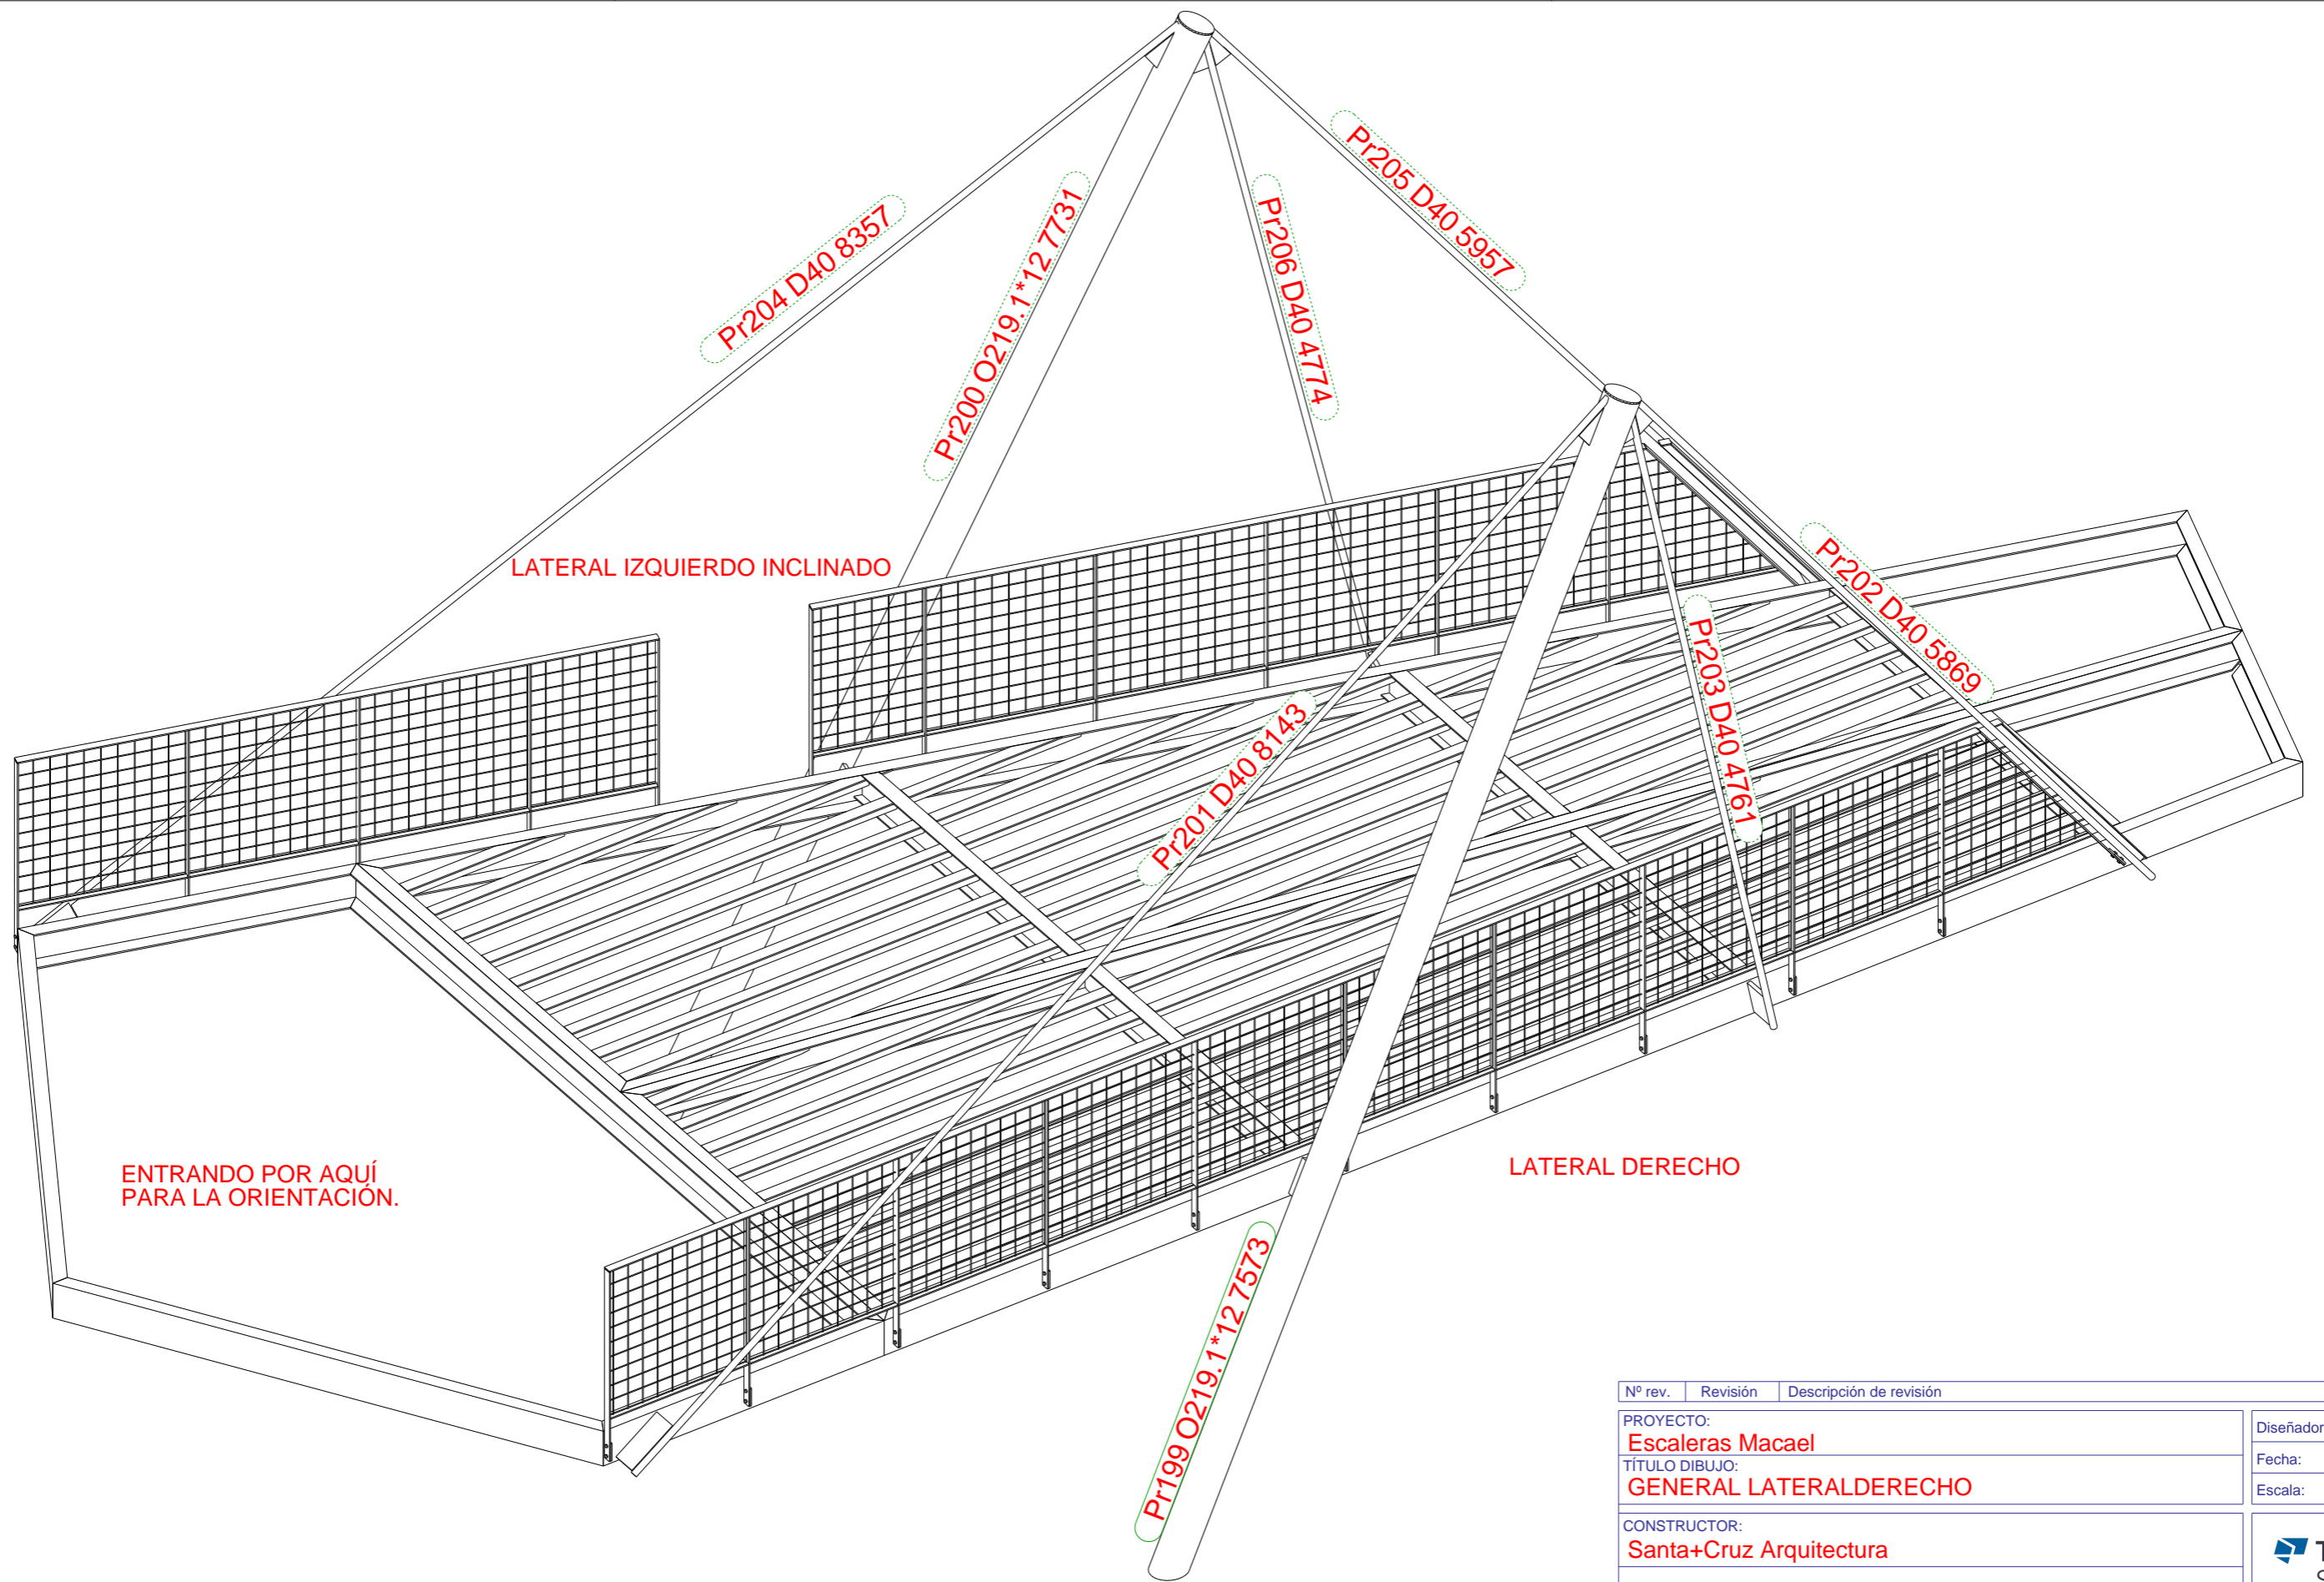 Pr205 D40 5957
Pr204 D40 8357
Pr200 O219.1*12 7731
Pr206 D40 4774
LATERAL IZQUIERDO INCLINADO
Pr202 D40 5869
Pr203 D40 4761
Pr201 D40 8143
ENTRANDO POR AQUÍ
PARA LA ORIENTACIÓN.
LATERAL DERECHO
Pr199 O219.1*12 7573
Nº rev. Revisión Descripción de revisión
PROYECTO:
Escaleras Macael
Diseñador
TÍTULO DIBUJO:
GENERAL LATERALDERECHO
Fecha:
Escala:
CONSTRUCTOR:
Santa+Cruz Arquitectura